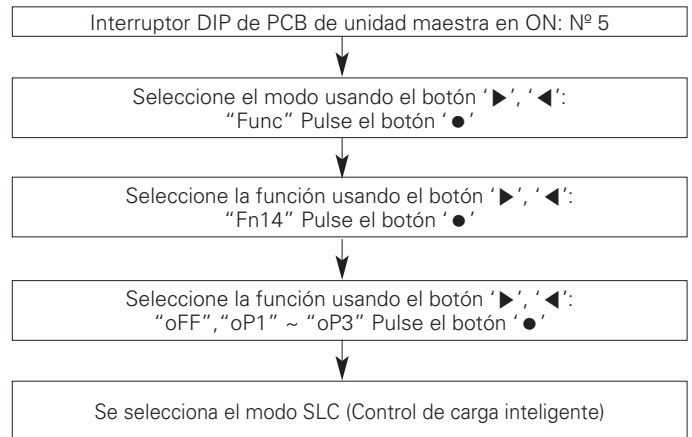 Interruptor DIP de PCB de unidad maestra en ON: Nº 5
Seleccione el modo usando el botón ‘▶’, ‘◀’:
“Func” Pulse el botón ‘●’
Seleccione la función usando el botón ‘▶’, ‘◀’:
“Fn14” Pulse el botón ‘●’
Seleccione la función usando el botón ‘▶’, ‘◀’:
“oFF”,“oP1” ~ “oP3” Pulse el botón ‘●’
Se selecciona el modo SLC (Control de carga inteligente)